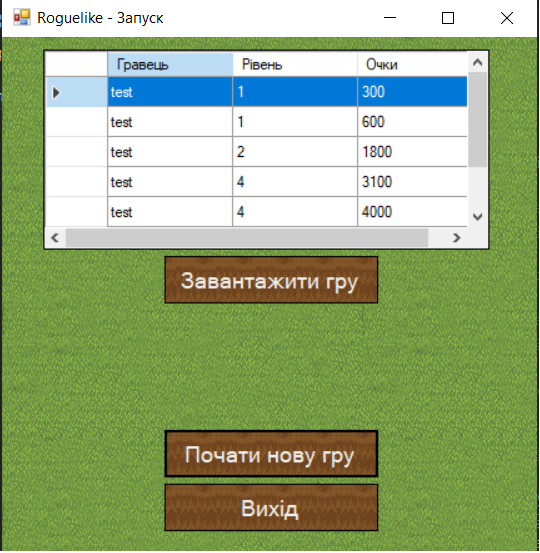 Roguelike - Запуск
Гравець Рівень Очки
test 1 300
test 1 600
test 2 1800
test 4 3100
test 4 4000
Завантажити гру
Почати нову гру
Вихід